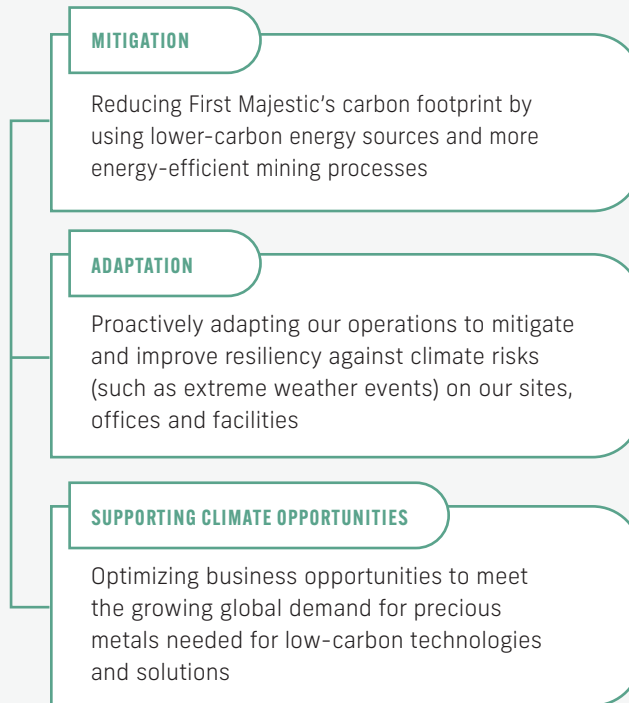 MITIGATION
Reducing First Majestic's carbon footprint by
using lower-carbon energy sources and more
energy-efficient mining processes
ADAPTATION
Proactively adapting our operations to mitigate
and improve resiliency against climate risks
(such as extreme weather events) on our sites,
offices and facilities
SUPPORTING CLIMATE OPPORTUNITIES
Optimizing business opportunities to meet
the growing global demand for precious
metals needed for low-carbon technologies
and solutions